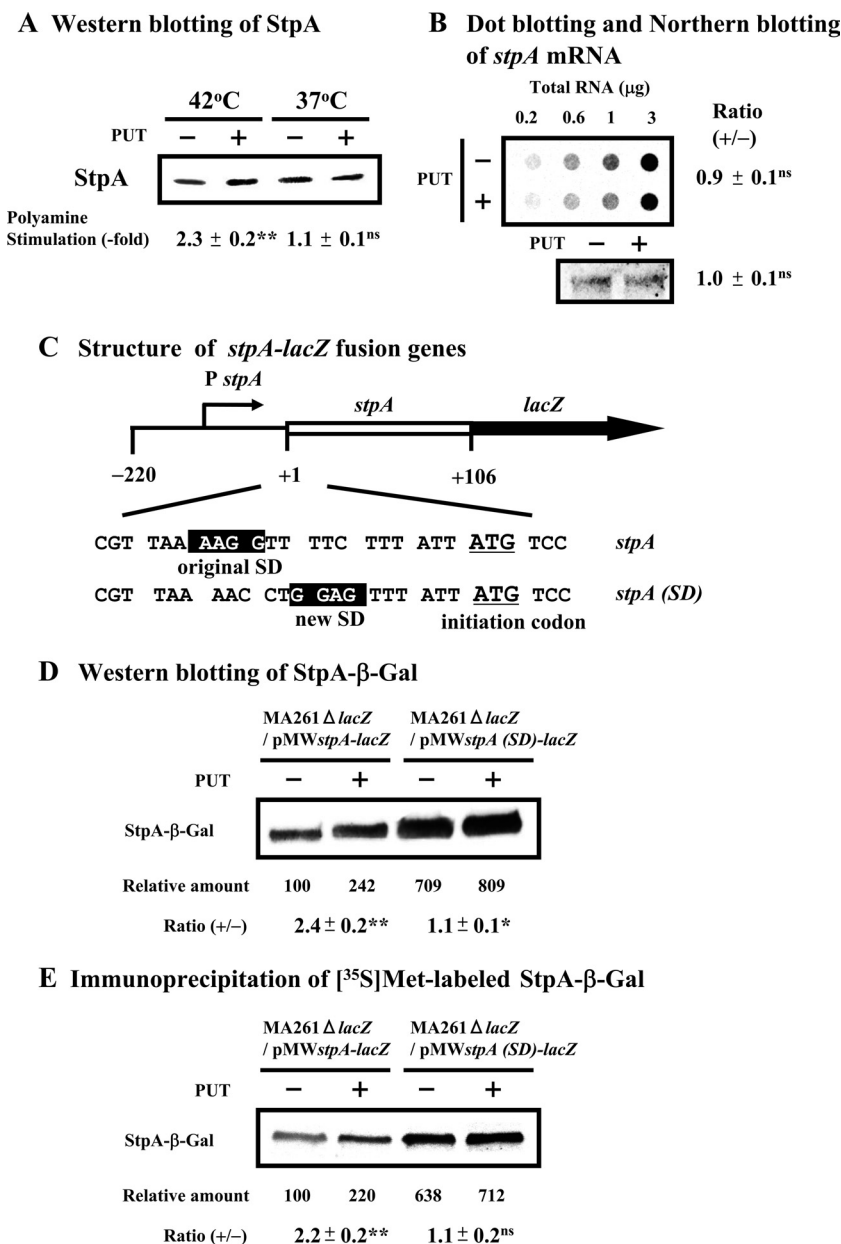 A Western blotting of StpA
42°C 37°C
PUT − + − +
StpA
Polyamine
Stimulation (-fold) 2.3 ± 0.2** 1.1 ± 0.1ns
B Dot blotting and Northern blotting
of stpA mRNA
Total RNA (μg)
0.2 0.6 1 3
Ratio
(+/−)
PUT
−
+
0.9 ± 0.1ns
PUT − +
1.0 ± 0.1ns
C Structure of stpA-lacZ fusion genes
P stpA
stpA lacZ
−220 +1 +106
CGT TAA AAG GTT TTC TTT ATT ATG TCC stpA
original SD
CGT TAA AAC CTG GAG TTT ATT ATG TCC stpA (SD)
new SD initiation codon
D Western blotting of StpA-β-Gal
MA261 Δ lacZ MA261 Δ lacZ
/ pMWstpA-lacZ / pMWstpA (SD)-lacZ
PUT − + − +
StpA-β-Gal
Relative amount 100 242 709 809
Ratio (+/−) 2.4 ± 0.2** 1.1 ± 0.1*
E Immunoprecipitation of [35S]Met-labeled StpA-β-Gal
MA261 Δ lacZ MA261 Δ lacZ
/ pMWstpA-lacZ / pMWstpA (SD)-lacZ
PUT − + − +
StpA-β-Gal
Relative amount 100 220 638 712
Ratio (+/−) 2.2 ± 0.2** 1.1 ± 0.2ns